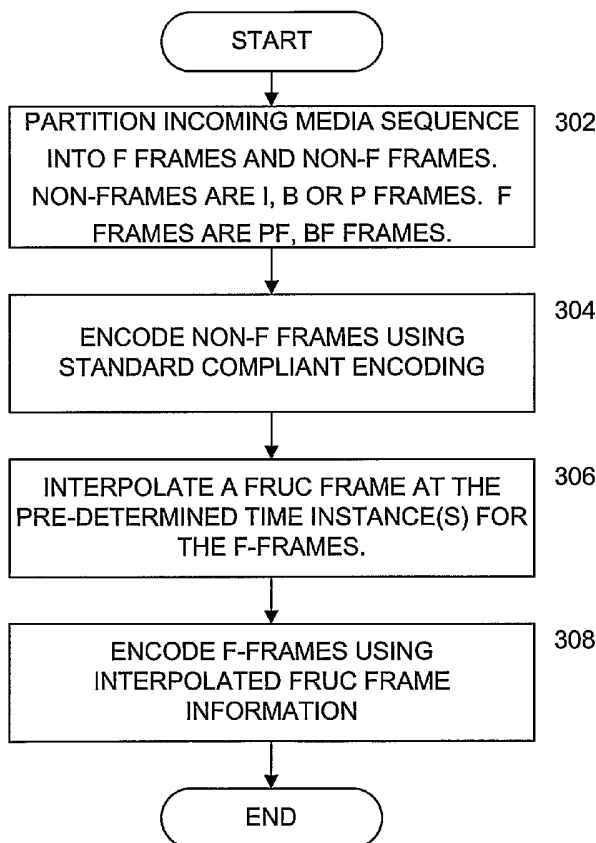 START
PARTITION INCOMING MEDIA SEQUENCE
INTO F FRAMES AND NON-F FRAMES.
NON-FRAMES ARE I, B OR P FRAMES. F
FRAMES ARE PF, BF FRAMES.
302
ENCODE NON-F FRAMES USING
STANDARD COMPLIANT ENCODING
304
INTERPOLATE A FRUC FRAME AT THE
PRE-DETERMINED TIME INSTANCE(S) FOR
THE F-FRAMES.
306
ENCODE F-FRAMES USING
INTERPOLATED FRUC FRAME
INFORMATION
308
END